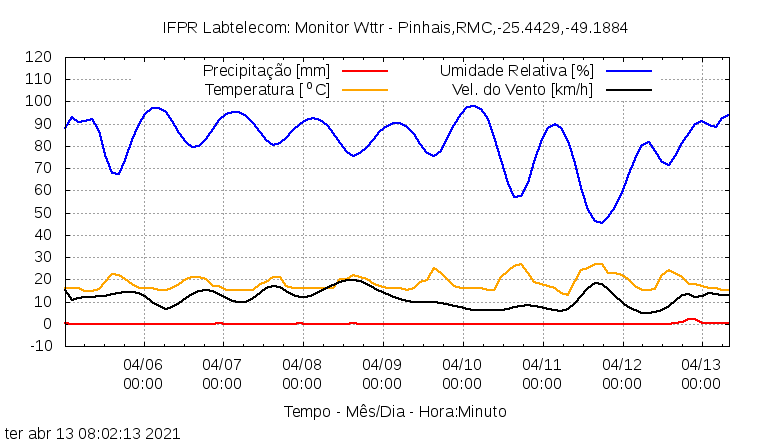 IFPR Labtelecom: Monitor Wttr - Pinhais,RMC,-25.4429,-49.1884
Precipitação [mm]
Temperatura [⁰C]
Umidade Relativa [%]
Vel. do Vento [km/h]
120
110
100
90
80
70
60
50
40
30
20
10
0
-10
04/06 04/07 04/08 04/09 04/10 04/11 04/12 04/13
00:00 00:00 00:00 00:00 00:00 00:00 00:00 00:00
Tempo - Mês/Dia - Hora:Minuto
ter abr 13 08:02:13 2021